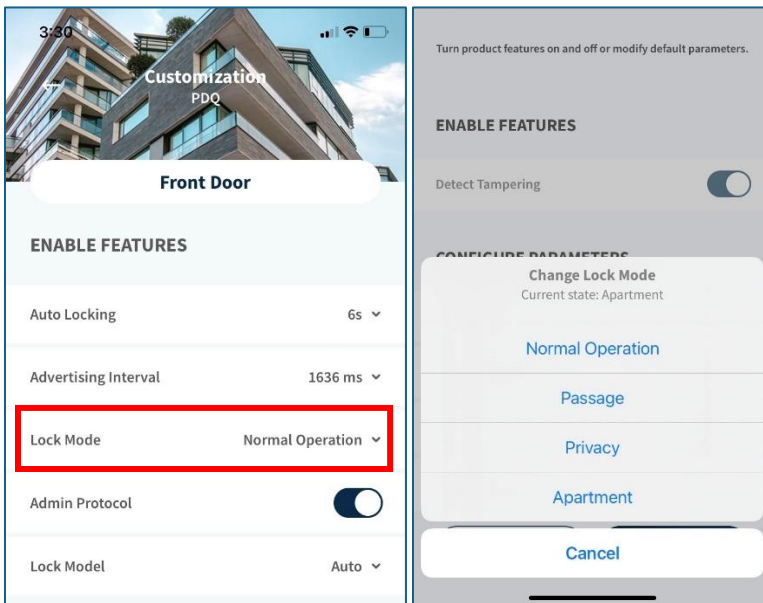 3:30
Customization
PDQ
Front Door
ENABLE FEATURES
Auto Locking 6s
Advertising Interval 1636 ms
Lock Mode Normal Operation
Admin Protocol
Lock Model Auto
Turn product features on and off or modify default parameters.
ENABLE FEATURES
Detect Tampering
CONFIGURE PARAMETERS
Change Lock Mode
Current state: Apartment
Normal Operation
Passage
Privacy
Apartment
Cancel